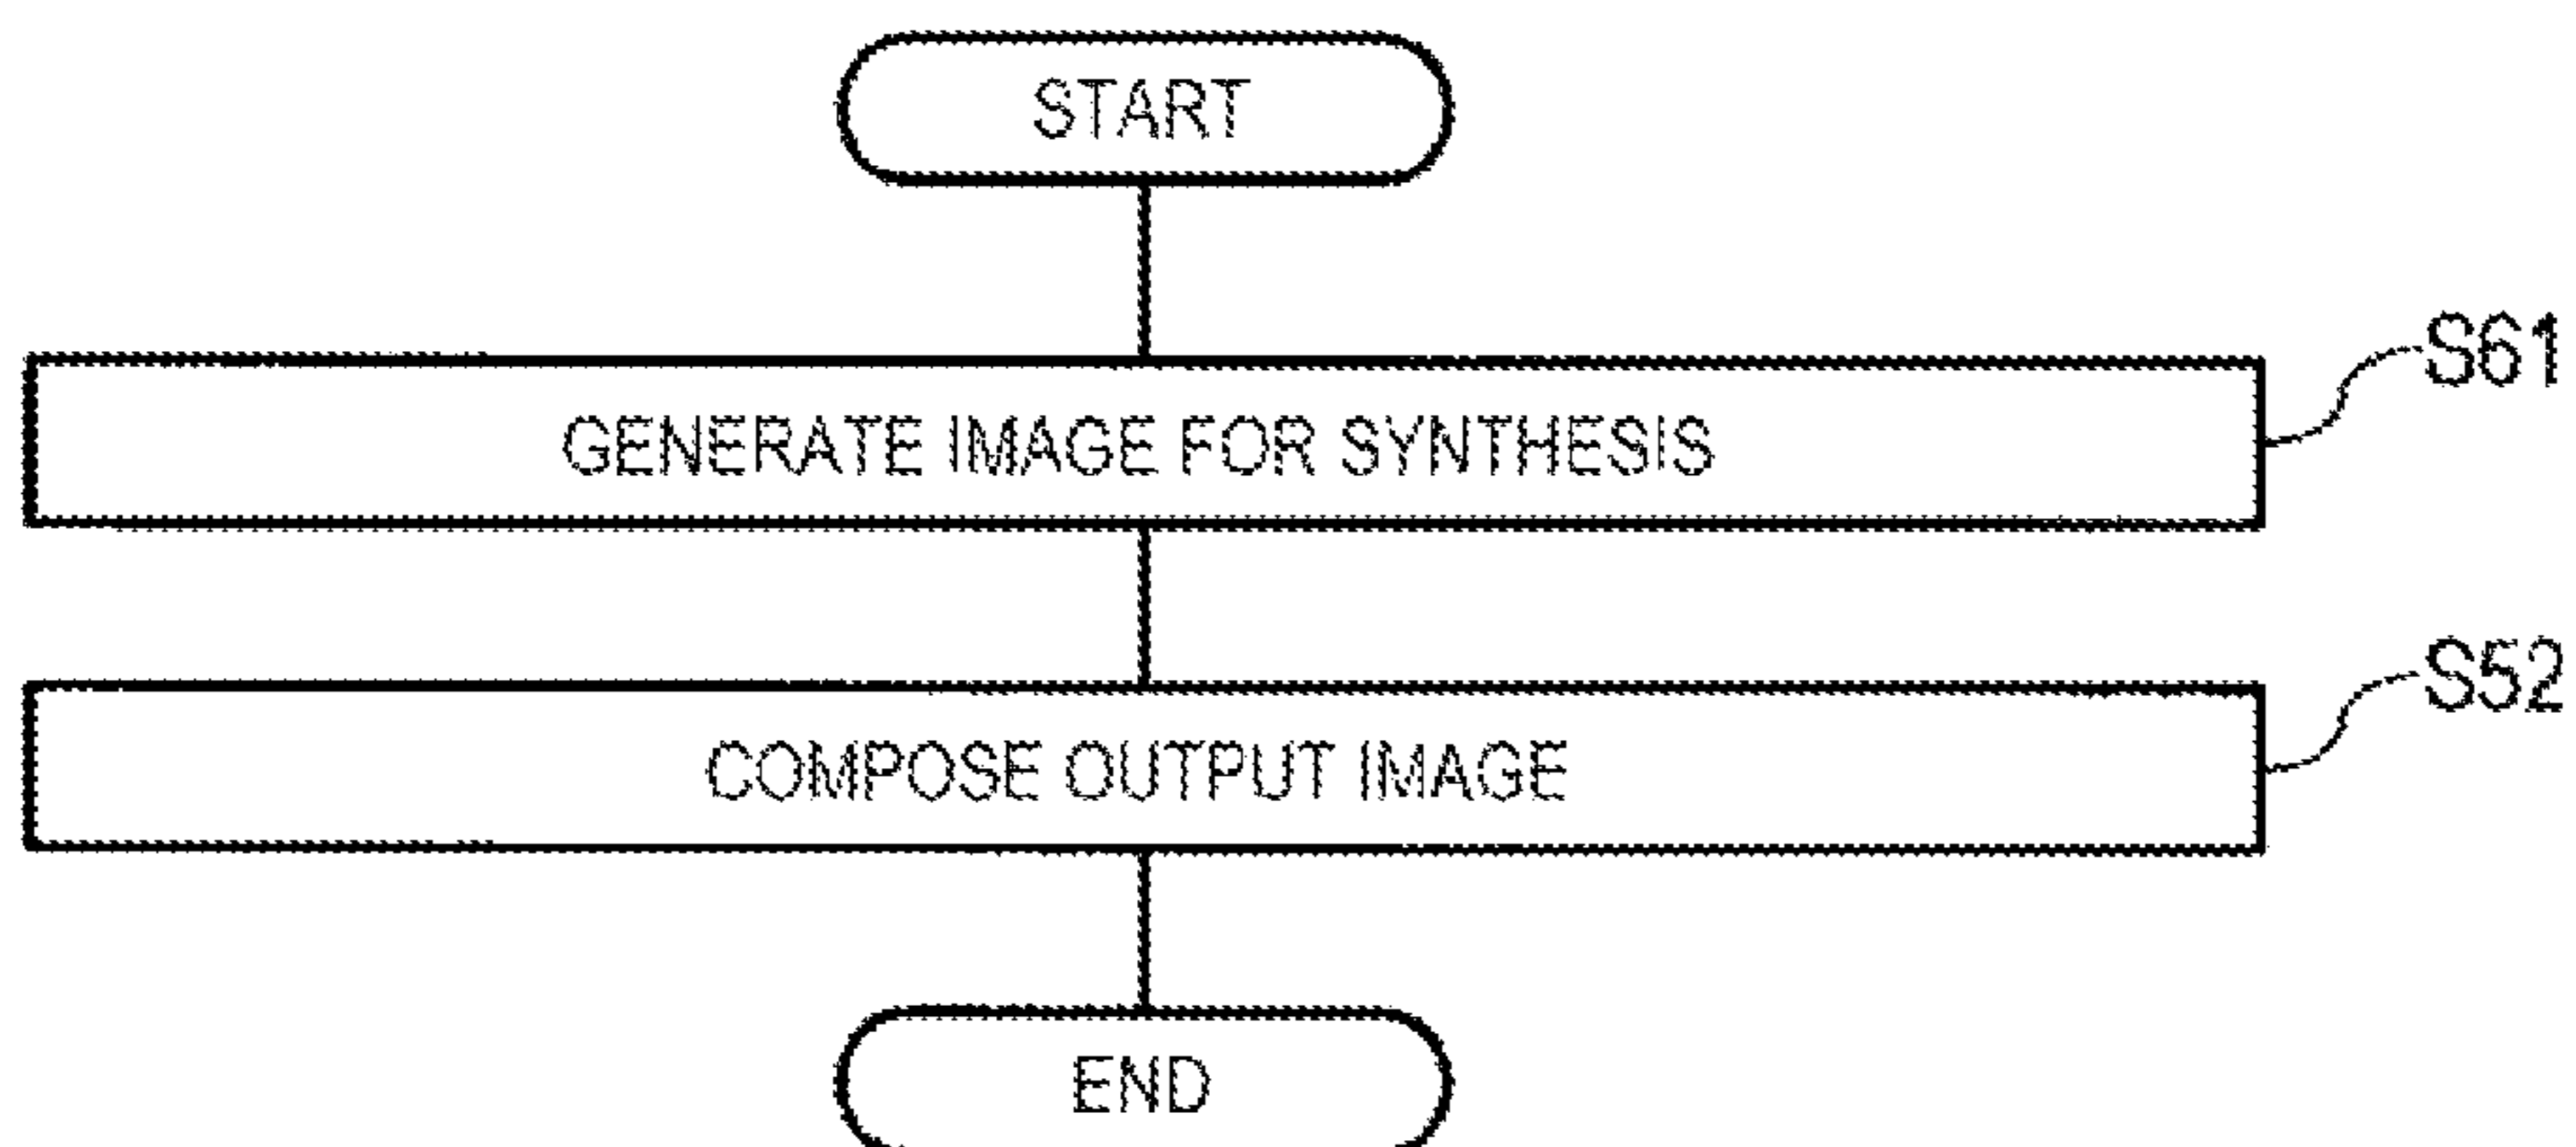 START
S61
GENERATE IMAGE FOR SYNTHESIS
S52
COMPOSE OUTPUT IMAGE
END